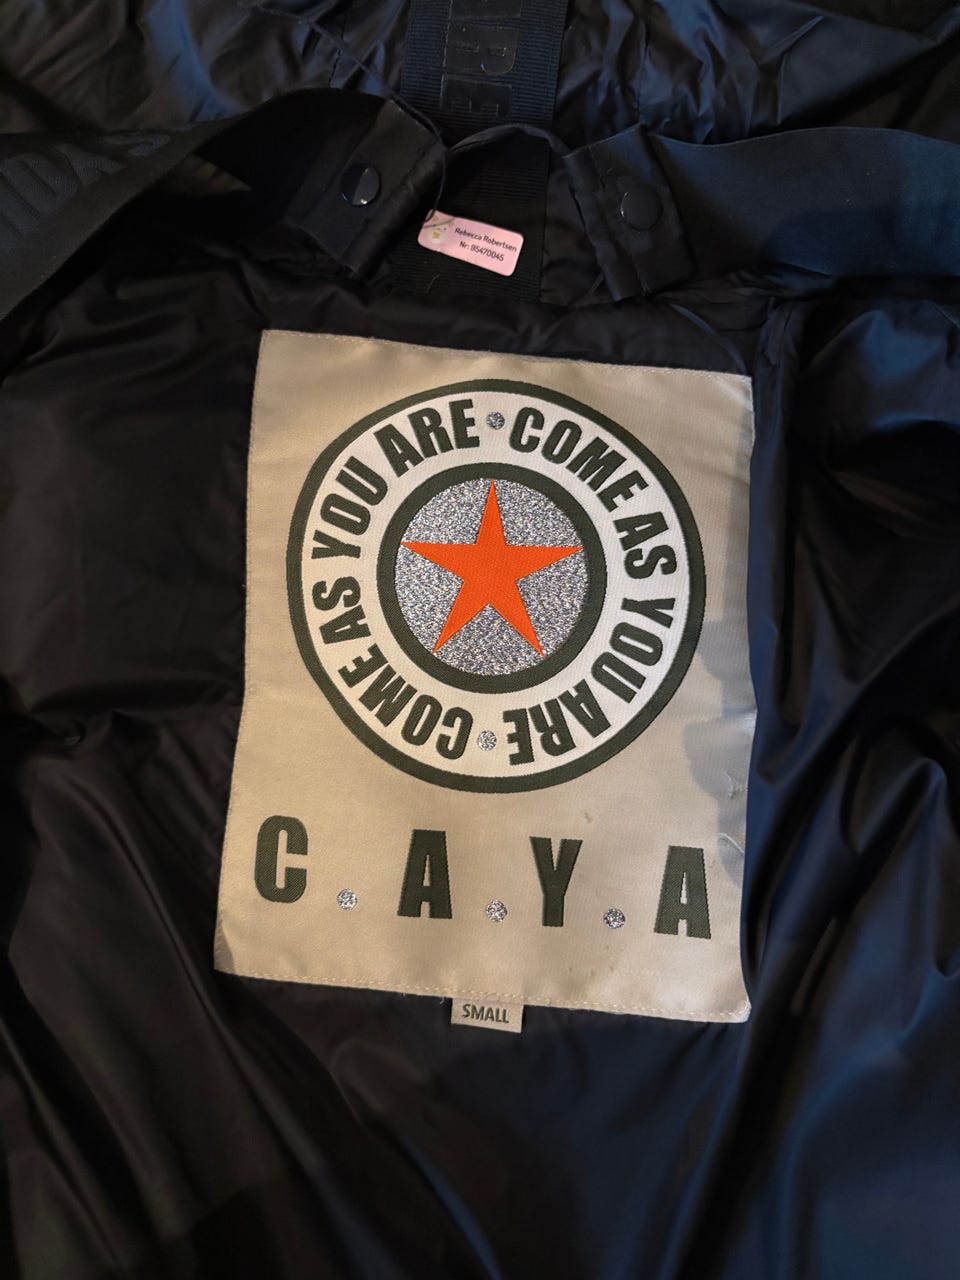 Rebecca Robertsen
Nr: 95470045
COME AS YOU ARE
COME AS YOU ARE
C.A.Y.A
SMALL